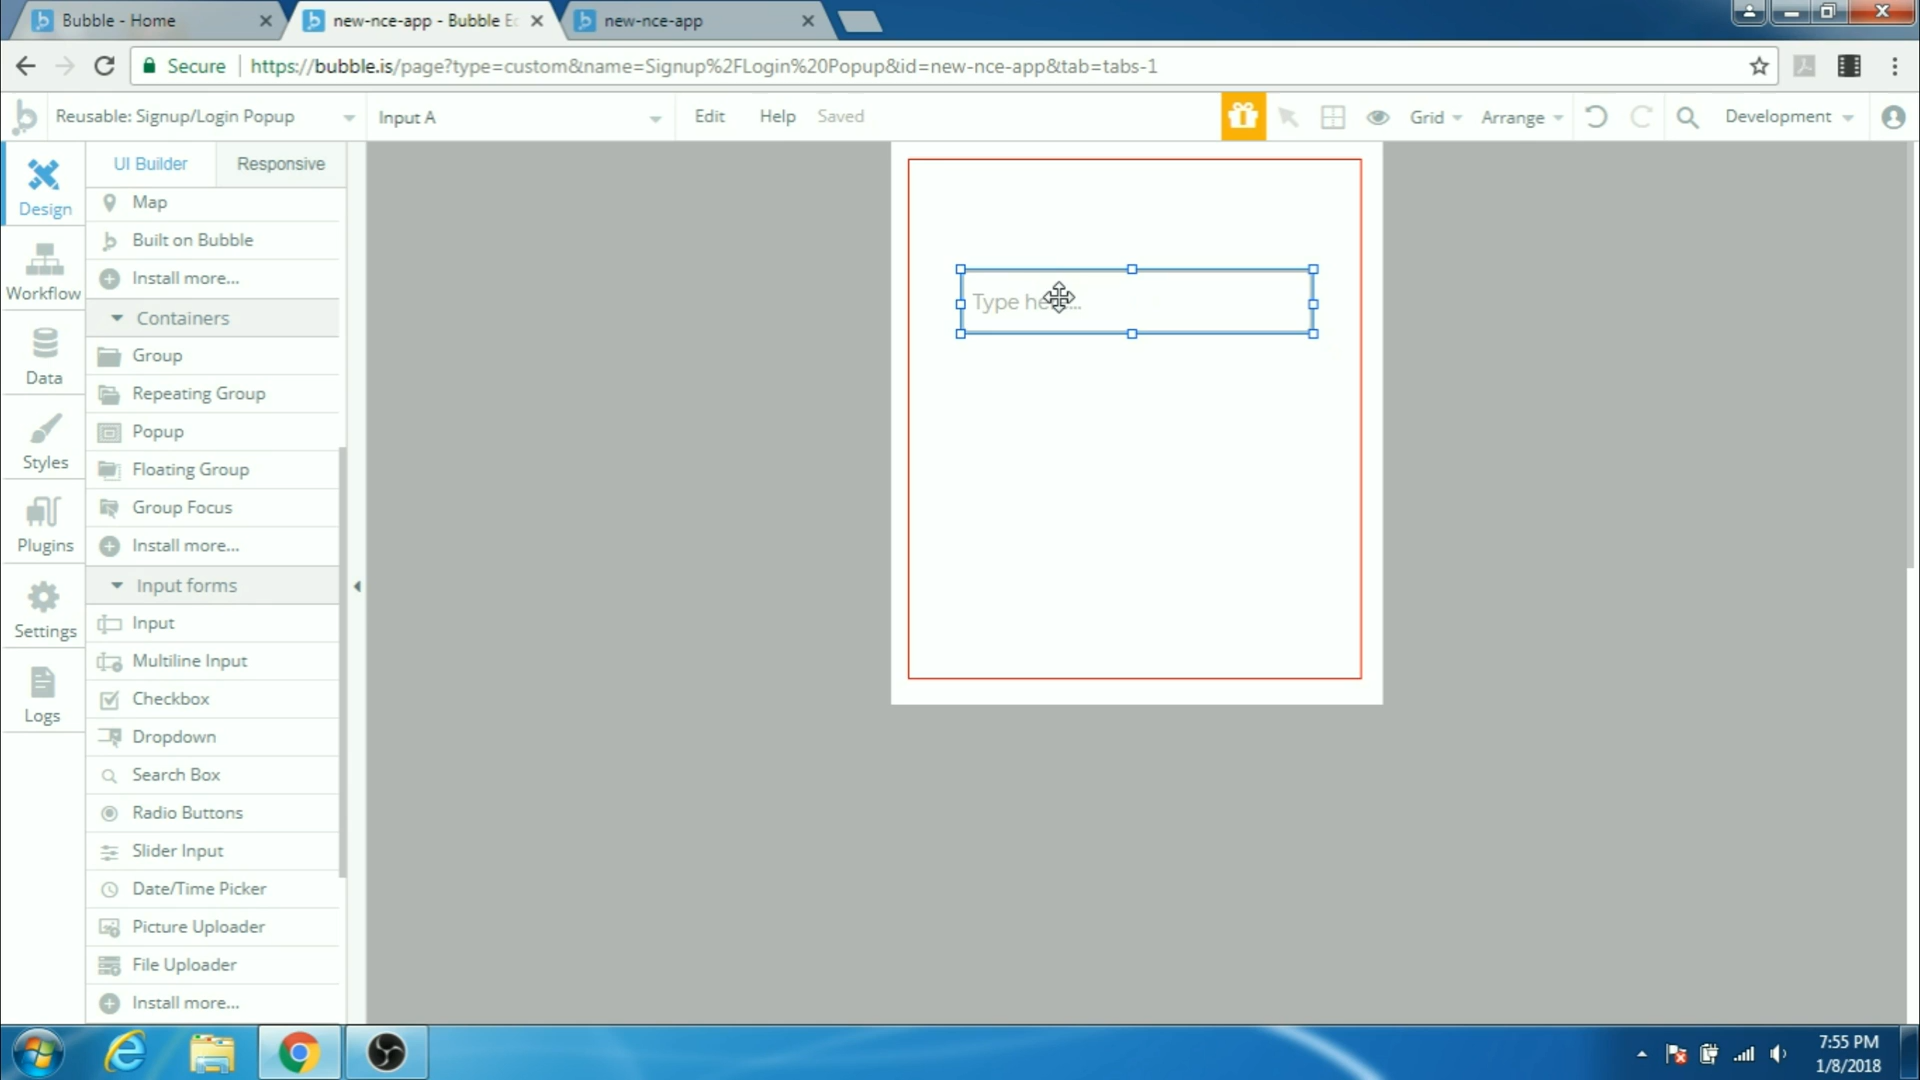 Bubble - Home
new-nce-app - Bubble Ec
new-nce-app
Secure
https://bubble.is/page?type=custom&name=Signup%2FLogin%20Popup&id=new-nce-app&tab=tabs-1
Reusable: Signup/Login Popup
Input A
Edit
Help
Saved
Grid
Arrange
Development
UI Builder
Responsive
Design
Workflow
Data
Styles
Plugins
Settings
Logs
Map
Built on Bubble
Install more...
Containers
Group
Repeating Group
Popup
Floating Group
Group Focus
Install more...
Input forms
Input
Multiline Input
Checkbox
Dropdown
Search Box
Radio Buttons
Slider Input
Date/Time Picker
Picture Uploader
File Uploader
Install more...
Type
7:55 PM
1/8/2018